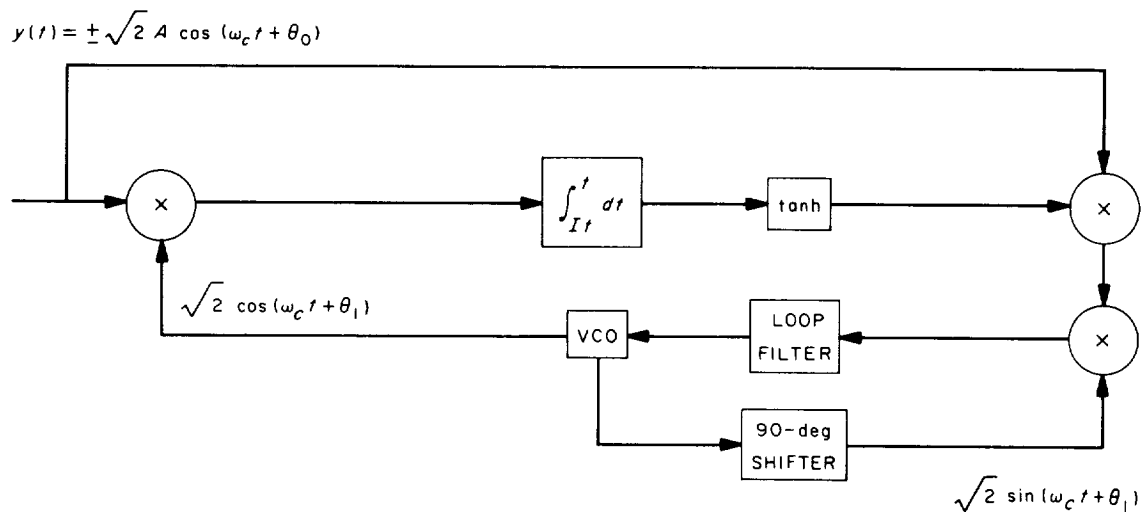 y(t) = ± √2 A cos (ω_c t + θ_0)
×
∫_{It}^{t} dt
tanh
×
√2 cos (ω_c t + θ_1)
VCO
LOOP
FILTER
×
90-deg
SHIFTER
√2 sin (ω_c t + θ_1)